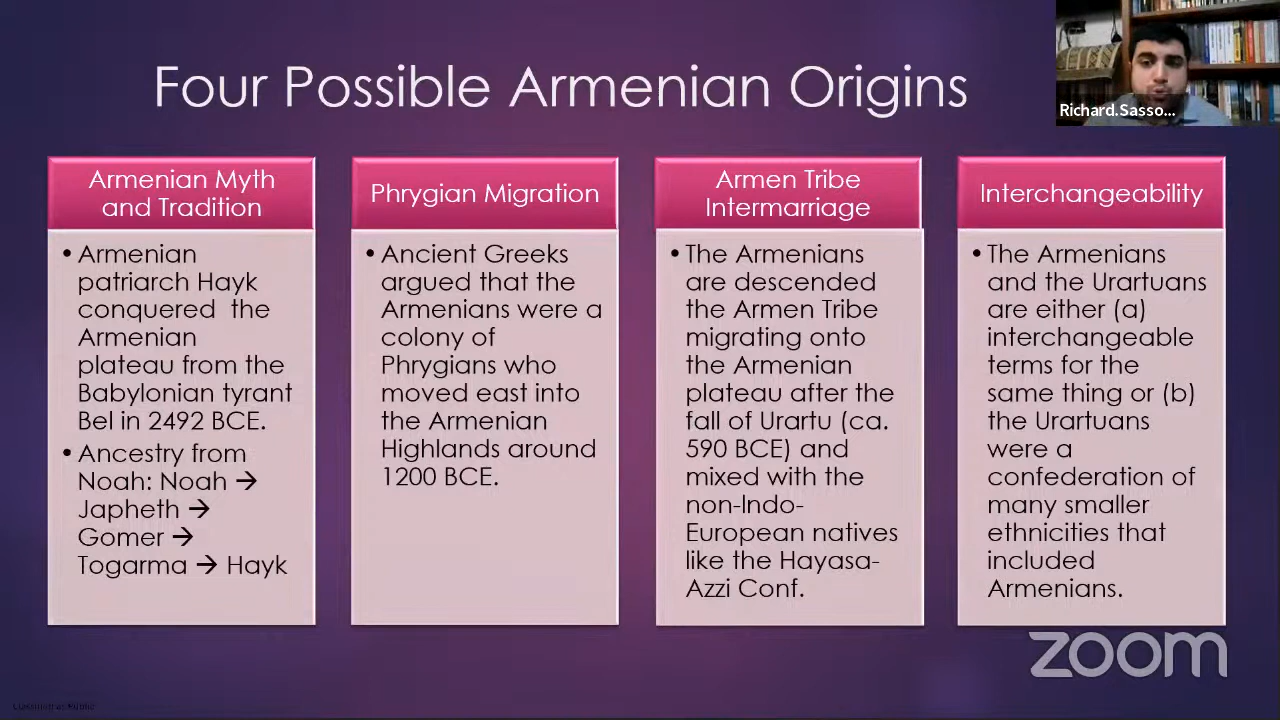 Four Possible Armenian Origins
Richard.Sasso...
Armenian Myth
and Tradition
• Armenian
patriarch Hayk
conquered the
Armenian
plateau from the
Babylonian tyrant
Bel in 2492 BCE.
• Ancestry from
Noah: Noah →
Japheth →
Gomer →
Togarma → Hayk
Phrygian Migration
• Ancient Greeks
argued that the
Armenians were a
colony of
Phrygians who
moved east into
the Armenian
Highlands around
1200 BCE.
Armen Tribe
Intermarriage
• The Armenians
are descended
the Armen Tribe
migrating onto
the Armenian
plateau after the
fall of Urartu (ca.
590 BCE) and
mixed with the
non-Indo-
European natives
like the Hayasa-
Azzi Conf.
Interchangeability
• The Armenians
and the Urartuans
are either (a)
interchangeable
terms for the
same thing or (b)
the Urartuans
were a
confederation of
many smaller
ethnicities that
included
Armenians.
zoom
Classified as Public